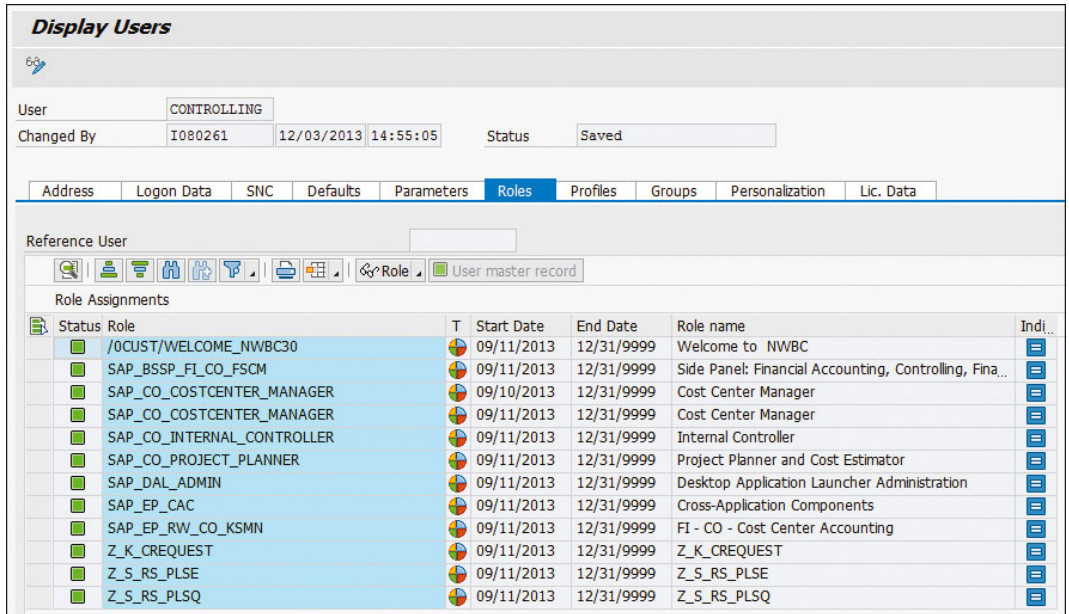 Display Users
User CONTROLLING
Changed By I080261 12/03/2013 14:55:05 Status Saved
Address Logon Data SNC Defaults Parameters Roles Profiles Groups Personalization Lic. Data
Reference User
Role User master record
Role Assignments
Status Role T Start Date End Date Role name Indi...
/0CUST/WELCOME_NWBC30 09/11/2013 12/31/9999 Welcome to NWBC
SAP_BSSP_FI_CO_FSCM 09/11/2013 12/31/9999 Side Panel: Financial Accounting, Controlling, Fina...
SAP_CO_COSTCENTER_MANAGER 09/10/2013 12/31/9999 Cost Center Manager
SAP_CO_COSTCENTER_MANAGER 09/11/2013 12/31/9999 Cost Center Manager
SAP_CO_INTERNAL_CONTROLLER 09/11/2013 12/31/9999 Internal Controller
SAP_CO_PROJECT_PLANNER 09/11/2013 12/31/9999 Project Planner and Cost Estimator
SAP_DAL_ADMIN 09/11/2013 12/31/9999 Desktop Application Launcher Administration
SAP_EP_CAC 09/11/2013 12/31/9999 Cross-Application Components
SAP_EP_RW_CO_KSMN 09/11/2013 12/31/9999 FI - CO - Cost Center Accounting
Z_K_CREQUEST 09/11/2013 12/31/9999 Z_K_CREQUEST
Z_S_RS_PLSE 09/11/2013 12/31/9999 Z_S_RS_PLSE
Z_S_RS_PLSQ 09/11/2013 12/31/9999 Z_S_RS_PLSQ